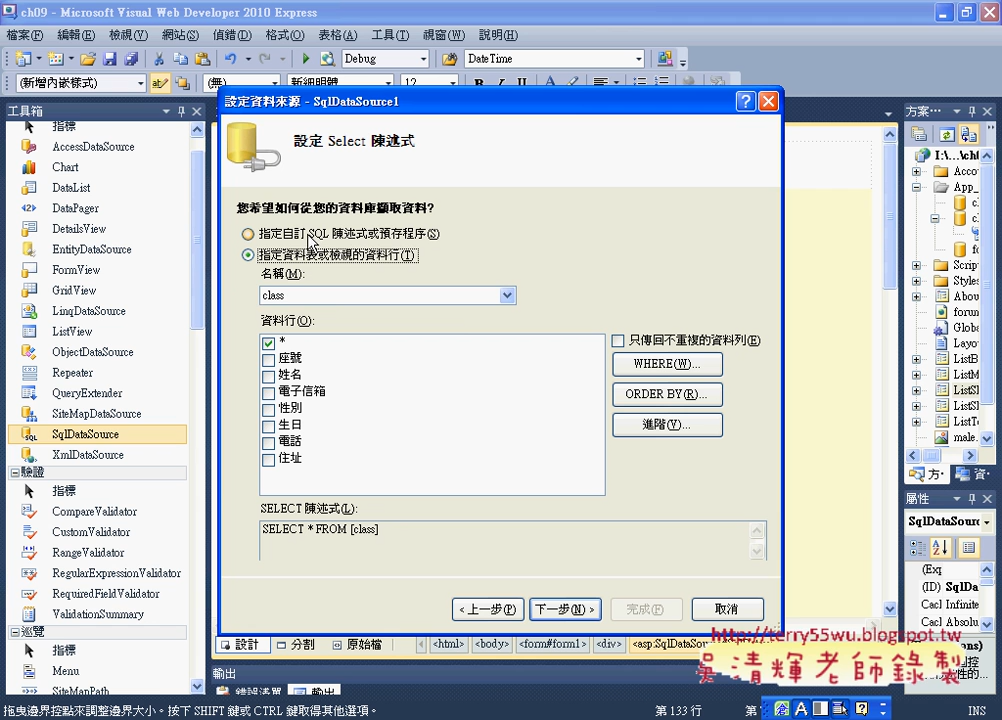 ch09 - Microsoft Visual Web Developer 2010 Express
檔案(F) 編輯(E) 檢視(V) 網站(S) 偵錯(D) 格式(O) 表格(A) 工具(T) 視窗(W) 說明(H)
Debug DateTime
(新增內嵌樣式) (無) 新細明體 12 B I U A
工具箱
指標
AccessDataSource
Chart
DataList
DataPager
DetailsView
EntityDataSource
FormView
GridView
LinqDataSource
ListView
ObjectDataSource
Repeater
QueryExtender
SiteMapDataSource
SqlDataSource
XmlDataSource
驗證
指標
CompareValidator
CustomValidator
RangeValidator
RegularExpressionValidator
RequiredFieldValidator
ValidationSummary
巡覽
指標
Menu
SiteMapPath
設定資料來源 - SqlDataSource1
設定 Select 陳述式
您希望如何從您的資料庫擷取資料?
指定自訂 SQL 陳述式或預存程序(S)
指定資料表或檢視的資料行(T)
名稱(M):
class
資料行(O):
*
座號
姓名
電子信箱
性別
生日
電話
住址
只傳回不重複的資料列(E)
WHERE(W)...
ORDER BY(R)...
進階(V)...
SELECT 陳述式(L):
SELECT * FROM [class]
< 上一步(P) 下一步(N) > 完成(F) 取消
設計 分割 原始檔 <html> <body> <form#form1> <div> <asp:SqlDataSou
輸出
錯誤清單 輸出
方案...
I:\...\ch
Acco
App_
Script
Styles
Abou
forun
Globa
Layo
ListB
ListM
ListS
ListSl
ListT
male.
方· 資·
屬性
SqlDataSourc
(Exp
(ID) SqlDa
Cacl Infinite
Cacl Absolu
http://terry55wu.blogspot.tw
吳清輝老師錄製
拖曳邊界控點來調整邊界大小。按下 SHIFT 鍵或 CTRL 鍵取得其他選項。 第 133 行 第 INS